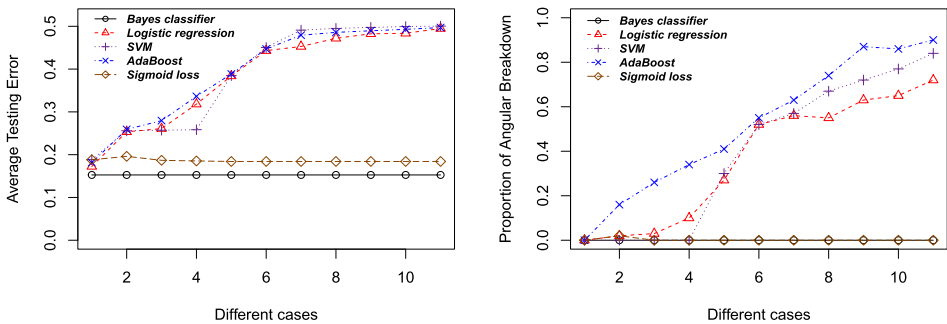 Average Testing Error
0.0 0.1 0.2 0.3 0.4 0.5
Bayes classifier
Logistic regression
SVM
AdaBoost
Sigmoid loss
2 4 6 8 10
Different cases
Proportion of Angular Breakdown
0.0 0.2 0.4 0.6 0.8 1.0
Bayes classifier
Logistic regression
SVM
AdaBoost
Sigmoid loss
2 4 6 8 10
Different cases